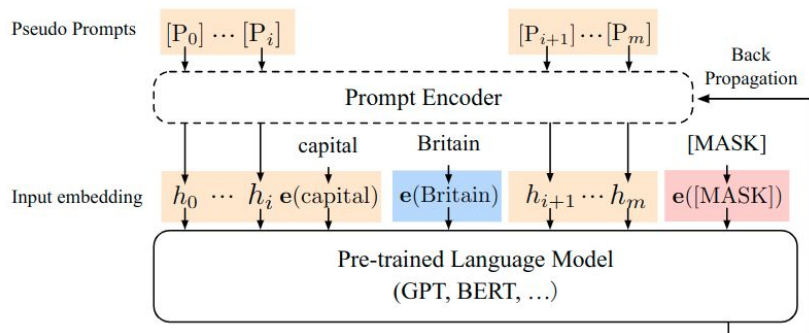 Pseudo Prompts [P₀] ⋯ [Pᵢ] [Pᵢ₊₁] ⋯ [Pₘ]
Back
Propagation
Prompt Encoder
capital Britain [MASK]
Input embedding h₀ ⋯ hᵢ e(capital) e(Britain) hᵢ₊₁ ⋯ hₘ e([MASK])
Pre-trained Language Model
(GPT, BERT, …)